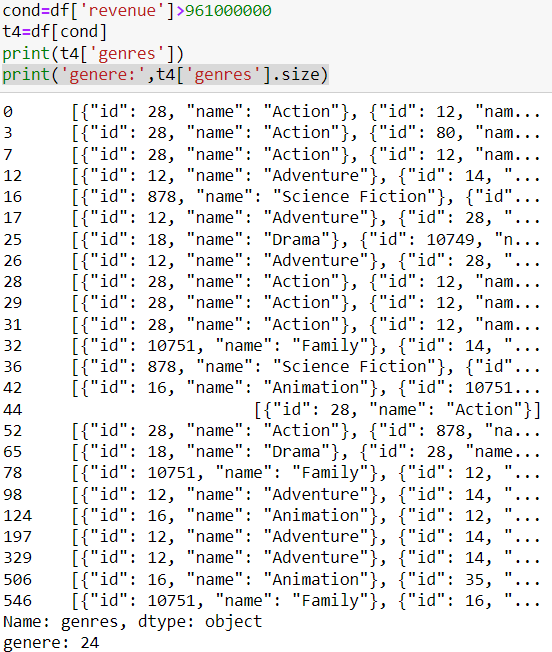 cond=df['revenue']>961000000
t4=df[cond]
print(t4['genres'])
print('genere:',t4['genres'].size)
0 [{"id": 28, "name": "Action"}, {"id": 12, "nam...
3 [{"id": 28, "name": "Action"}, {"id": 80, "nam...
7 [{"id": 28, "name": "Action"}, {"id": 12, "nam...
12 [{"id": 12, "name": "Adventure"}, {"id": 14, "...
16 [{"id": 878, "name": "Science Fiction"}, {"id"...
17 [{"id": 12, "name": "Adventure"}, {"id": 28, "...
25 [{"id": 18, "name": "Drama"}, {"id": 10749, "n...
26 [{"id": 12, "name": "Adventure"}, {"id": 28, "...
28 [{"id": 28, "name": "Action"}, {"id": 12, "nam...
29 [{"id": 28, "name": "Action"}, {"id": 12, "nam...
31 [{"id": 28, "name": "Action"}, {"id": 12, "nam...
32 [{"id": 10751, "name": "Family"}, {"id": 14, "...
36 [{"id": 878, "name": "Science Fiction"}, {"id"...
42 [{"id": 16, "name": "Animation"}, {"id": 10751...
44 [{"id": 28, "name": "Action"}]
52 [{"id": 28, "name": "Action"}, {"id": 878, "na...
65 [{"id": 18, "name": "Drama"}, {"id": 28, "name...
78 [{"id": 10751, "name": "Family"}, {"id": 12, "...
98 [{"id": 12, "name": "Adventure"}, {"id": 14, "...
124 [{"id": 16, "name": "Animation"}, {"id": 12, "...
197 [{"id": 12, "name": "Adventure"}, {"id": 14, "...
329 [{"id": 12, "name": "Adventure"}, {"id": 14, "...
506 [{"id": 16, "name": "Animation"}, {"id": 35, "...
546 [{"id": 10751, "name": "Family"}, {"id": 16, "...
Name: genres, dtype: object
genere: 24